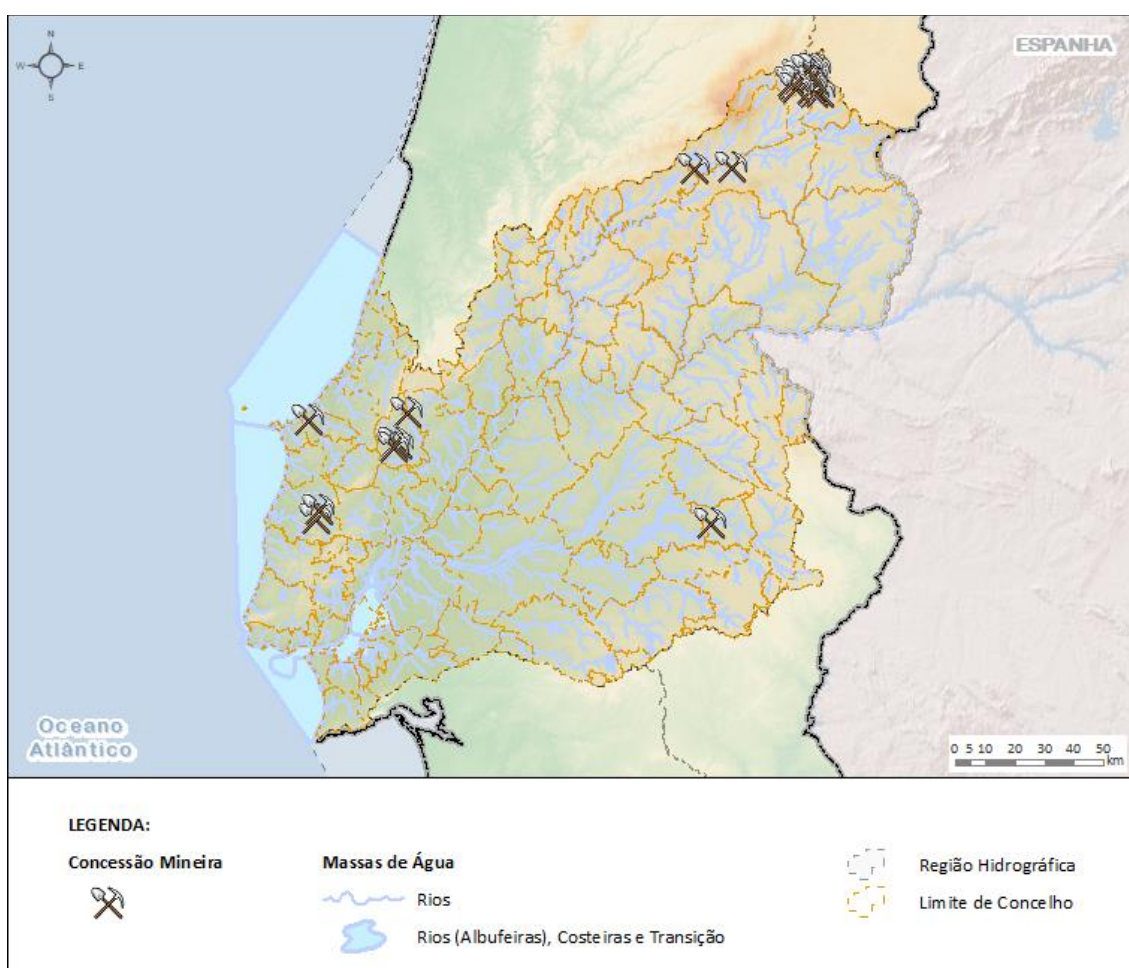 N
W E
S
ESPANHA
Oceano
Atlântico
0 5 10 20 30 40 50
km
LEGENDA:
Concessão Mineira
Massas de Água
Rios
Rios (Albufeiras), Costeiras e Transição
Região Hidrográfica
Limite de Concelho